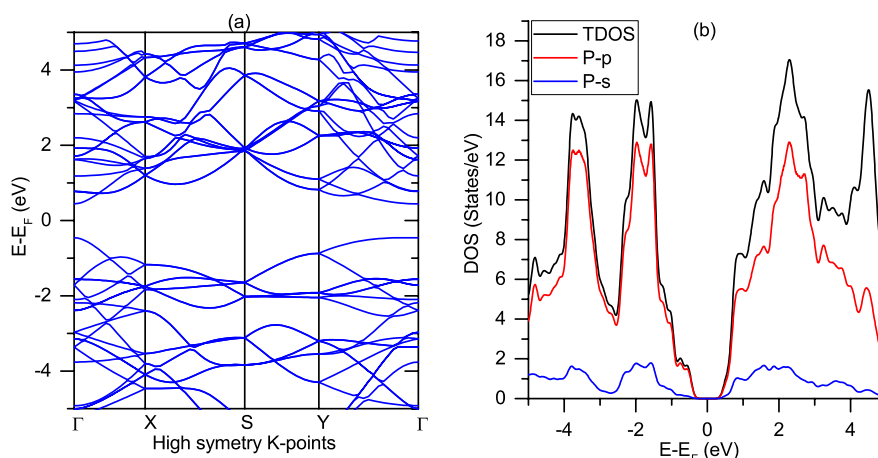 (a)
E-E_F (eV)
4
2
0
-2
-4
Γ X S Y Γ
High symetry K-points
(b)
TDOS
P-p
P-s
DOS (States/eV)
18
16
14
12
10
8
6
4
2
0
-4 -2 0 2 4
E-E_F (eV)